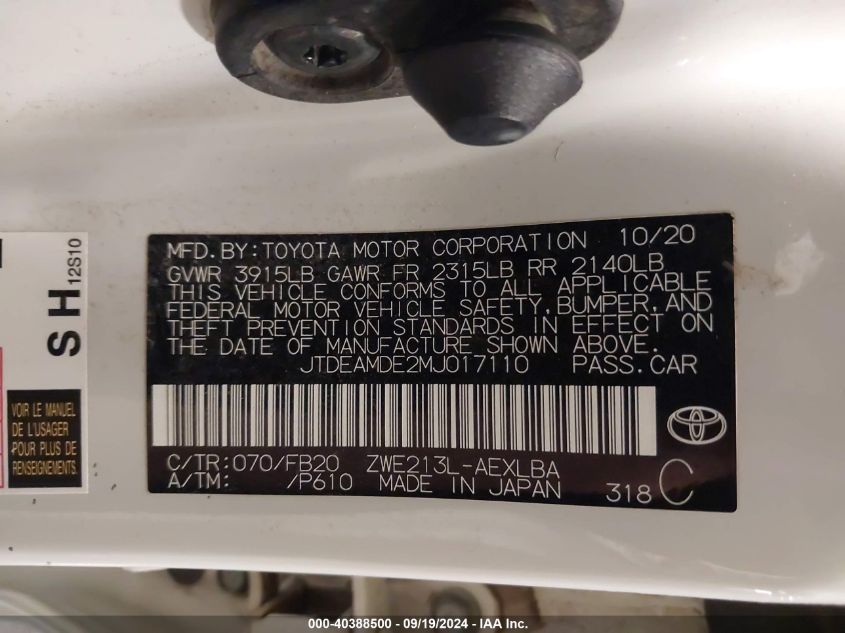 MFD. BY: TOYOTA MOTOR CORPORATION 10/20
GVWR 3915LB GAWR FR 2315LB RR 2140LB
THIS VEHICLE CONFORMS TO ALL APPLICABLE
FEDERAL MOTOR VEHICLE SAFETY, BUMPER, AND
THEFT PREVENTION STANDARDS IN EFFECT ON
THE DATE OF MANUFACTURE SHOWN ABOVE.
JTDEAMDE2MJ017110 PASS. CAR
C/TR: 070/FB20 ZWE213L-AEXLBA
A/TM: /P610 MADE IN JAPAN 318 C
SH
12S10
VOIR LE MANUEL
DE L'USAGER
POUR PLUS DE
RENSEIGNEMENTS.
000-40388500 - 09/19/2024 - IAA Inc.